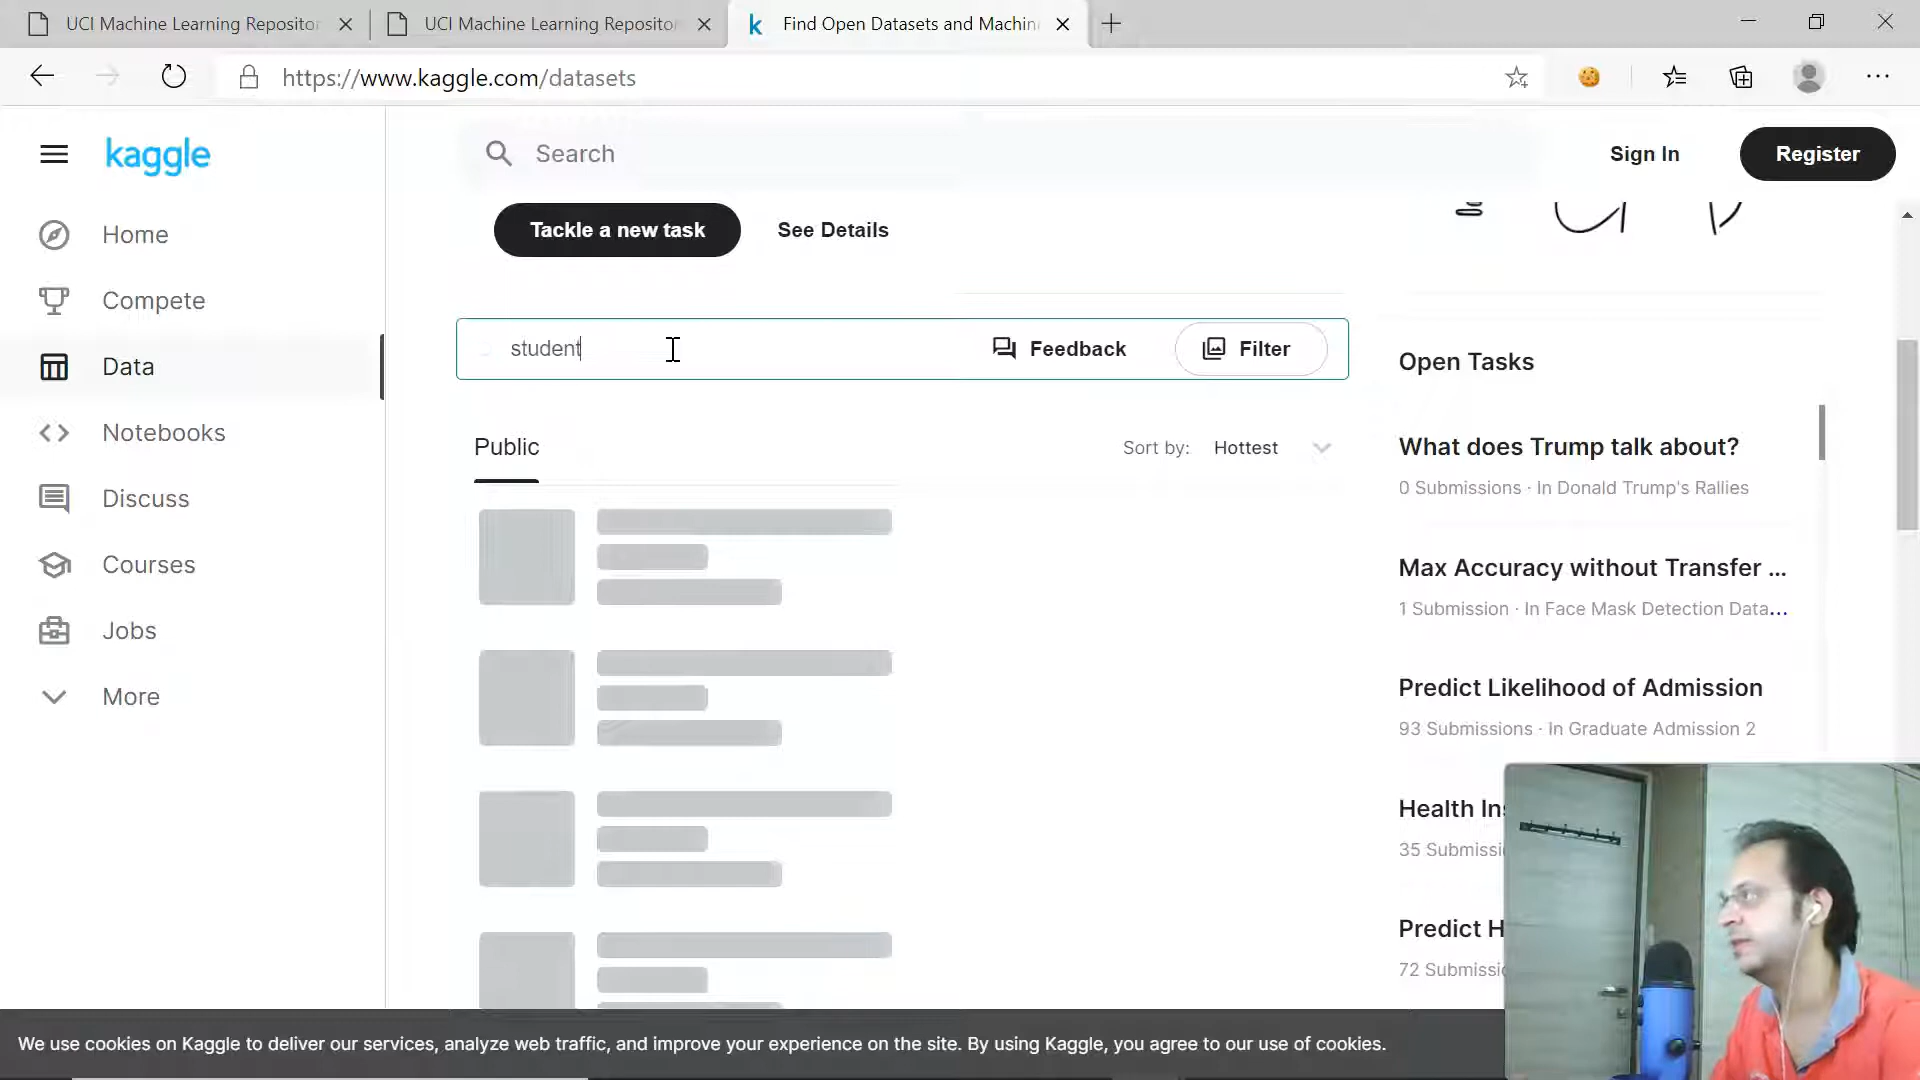 UCI Machine Learning Repositor
UCI Machine Learning Repositor
Find Open Datasets and Machin
https://www.kaggle.com/datasets
kaggle
Search
Sign In
Register
Home
Compete
Data
Notebooks
Discuss
Courses
Jobs
More
Tackle a new task
See Details
student
Feedback
Filter
Public
Sort by:
Hottest
Open Tasks
What does Trump talk about?
0 Submissions · In Donald Trump's Rallies
Max Accuracy without Transfer ...
1 Submission · In Face Mask Detection Data...
Predict Likelihood of Admission
93 Submissions · In Graduate Admission 2
Health Ins
35 Submissi
Predict H
72 Submissi
We use cookies on Kaggle to deliver our services, analyze web traffic, and improve your experience on the site. By using Kaggle, you agree to our use of cookies.